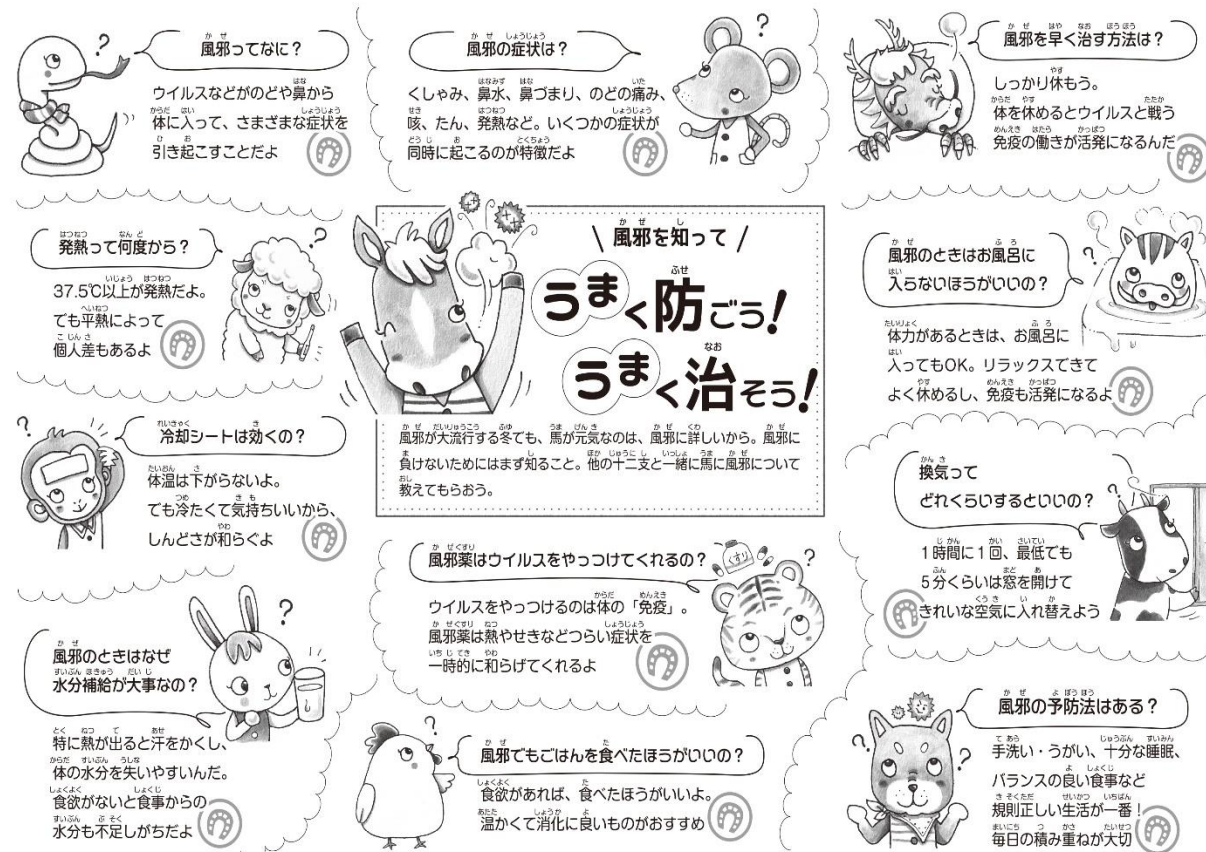 風邪ってなに？
ウイルスなどがのどや鼻から
体に入って、さまざまな症状を
引き起こすことだよ
風邪の症状は？
くしゃみ、鼻水、鼻づまり、のどの痛み、
咳、たん、発熱など。いくつかの症状が
同時に起こるのが特徴だよ
風邪を早く治す方法は？
しっかり休もう。
体を休めるとウイルスと戦う
免疫の働きが活発になるんだ
発熱って何度から？
37.5℃以上が発熱だよ。
でも平熱によって
個人差もあるよ
風邪を知って
うまく防ごう！
うまく治そう！
風邪が大流行する冬でも、馬が元気なのは、風邪に詳しいから。風邪に
負けないためにはまず知ること。他の十二支と一緒に馬に風邪について
教えてもらおう。
風邪のときはお風呂に
入らないほうがいいの？
体力があるときは、お風呂に
入ってもOK。リラックスできて
よく休めるし、免疫も活発になるよ
冷却シートは効くの？
体温は下がらないよ。
でも冷たくて気持ちいいから、
しんどさが和らぐよ
換気って
どれくらいするといいの？
1時間に1回、最低でも
5分くらいは窓を開けて
きれいな空気に入れ替えよう
風邪薬はウイルスをやっつけてくれるの？
くすり
ウイルスをやっつけるのは体の「免疫」。
風邪薬は熱やせきなどつらい症状を
一時的に和らげてくれるよ
風邪のときはなぜ
水分補給が大事なの？
特に熱が出ると汗をかくし、
体の水分を失いやすいんだ。
食欲がないと食事からの
水分も不足しがちだよ
風邪でもごはんを食べたほうがいいの？
食欲があれば、食べたほうがいいよ。
温かくて消化に良いものがおすすめ
風邪の予防法はある？
手洗い・うがい、十分な睡眠、
バランスの良い食事など
規則正しい生活が一番！
毎日の積み重ねが大切